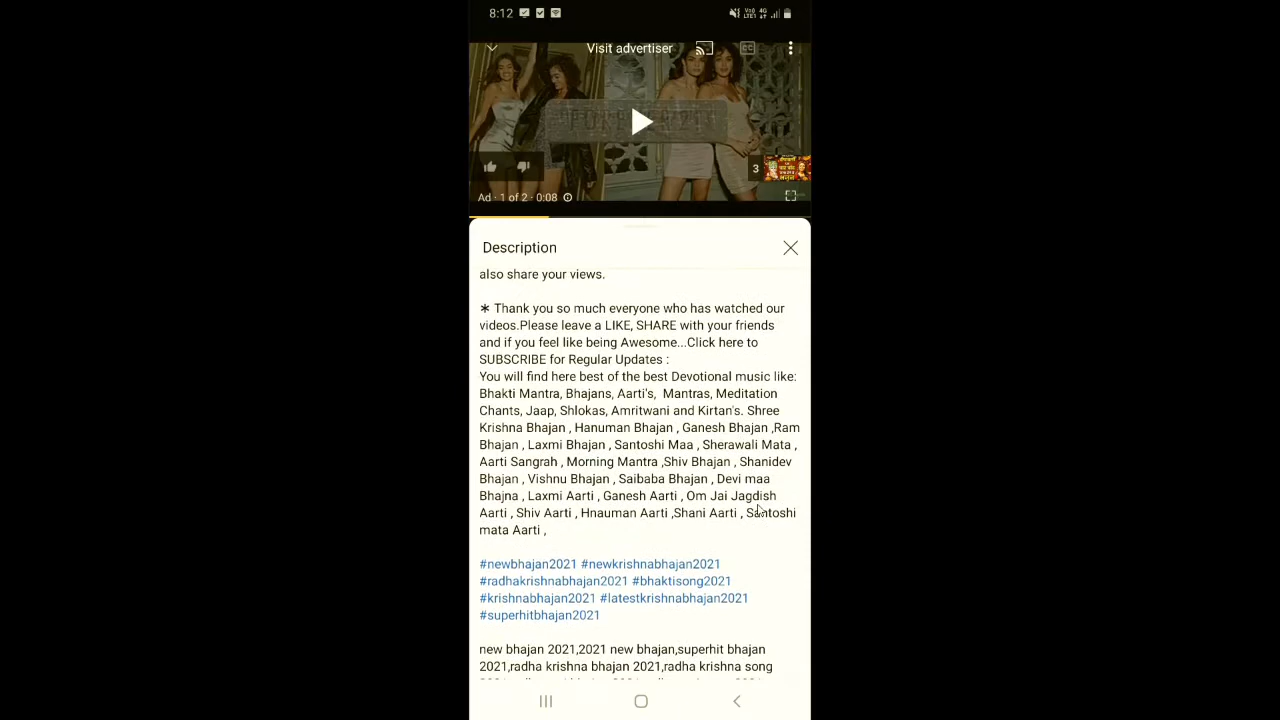 8:12
Vo) 4G
LTE1
Visit advertiser
CC
3
Ad · 1 of 2 · 0:08
Description
also share your views.
∗ Thank you so much everyone who has watched our
videos.Please leave a LIKE, SHARE with your friends
and if you feel like being Awesome...Click here to
SUBSCRIBE for Regular Updates :
You will find here best of the best Devotional music like:
Bhakti Mantra, Bhajans, Aarti's,  Mantras, Meditation
Chants, Jaap, Shlokas, Amritwani and Kirtan's. Shree
Krishna Bhajan , Hanuman Bhajan , Ganesh Bhajan ,Ram
Bhajan , Laxmi Bhajan , Santoshi Maa , Sherawali Mata ,
Aarti Sangrah , Morning Mantra ,Shiv Bhajan , Shanidev
Bhajan , Vishnu Bhajan , Saibaba Bhajan , Devi maa
Bhajna , Laxmi Aarti , Ganesh Aarti , Om Jai Jagdish
Aarti , Shiv Aarti , Hnauman Aarti ,Shani Aarti , Santoshi
mata Aarti ,
#newbhajan2021 #newkrishnabhajan2021
#radhakrishnabhajan2021 #bhaktisong2021
#krishnabhajan2021 #latestkrishnabhajan2021
#superhitbhajan2021
new bhajan 2021,2021 new bhajan,superhit bhajan
2021,radha krishna bhajan 2021,radha krishna song